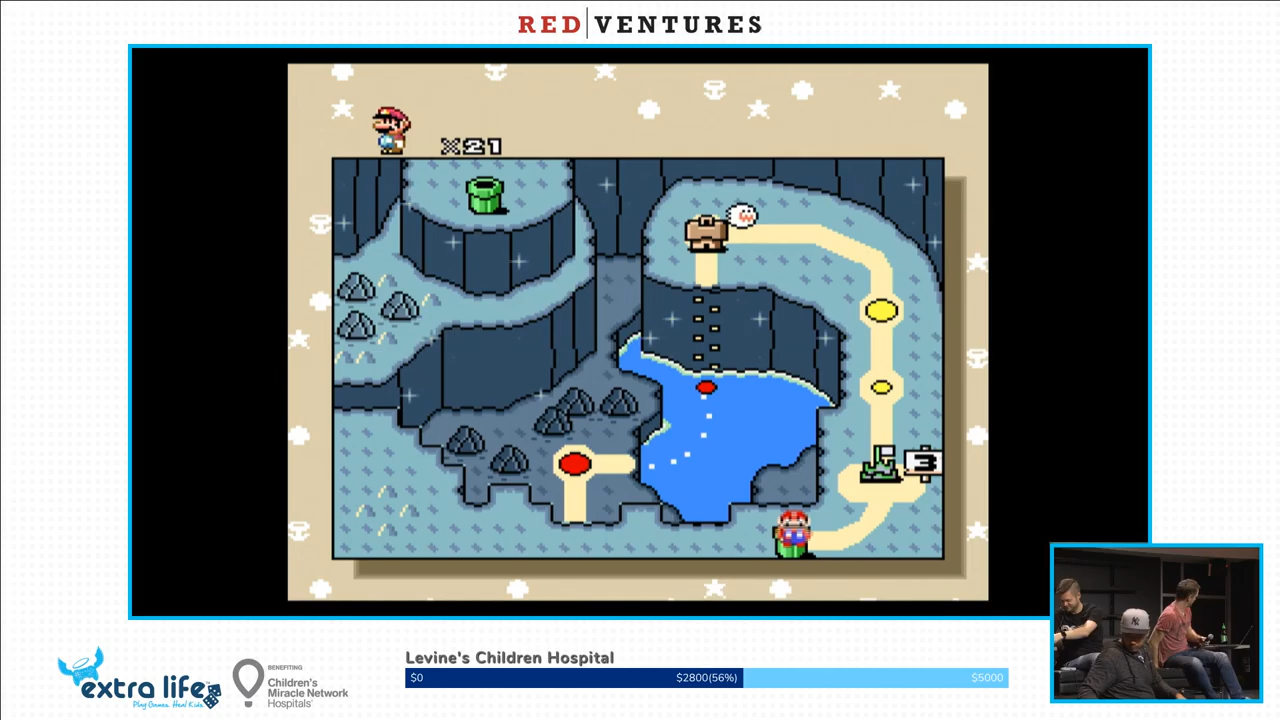 RED VENTURES
x21
3
Levine's Children Hospital
$0 $2800(56%) $5000
extra life
Play Games. Heal Kids.
BENEFITING
Children's
Miracle Network
Hospitals